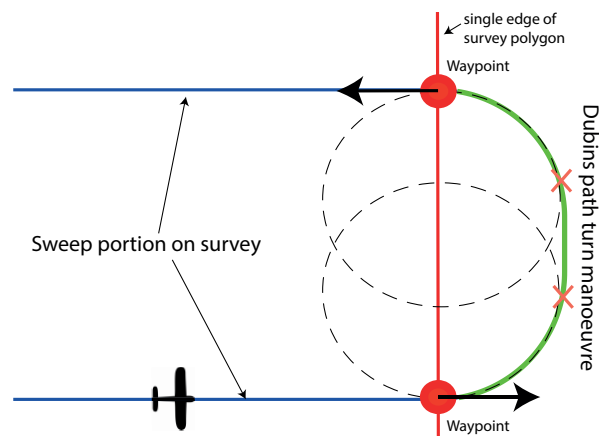 single edge of
survey polygon
Waypoint
Dubins path turn manoeuvre
Sweep portion on survey
Waypoint